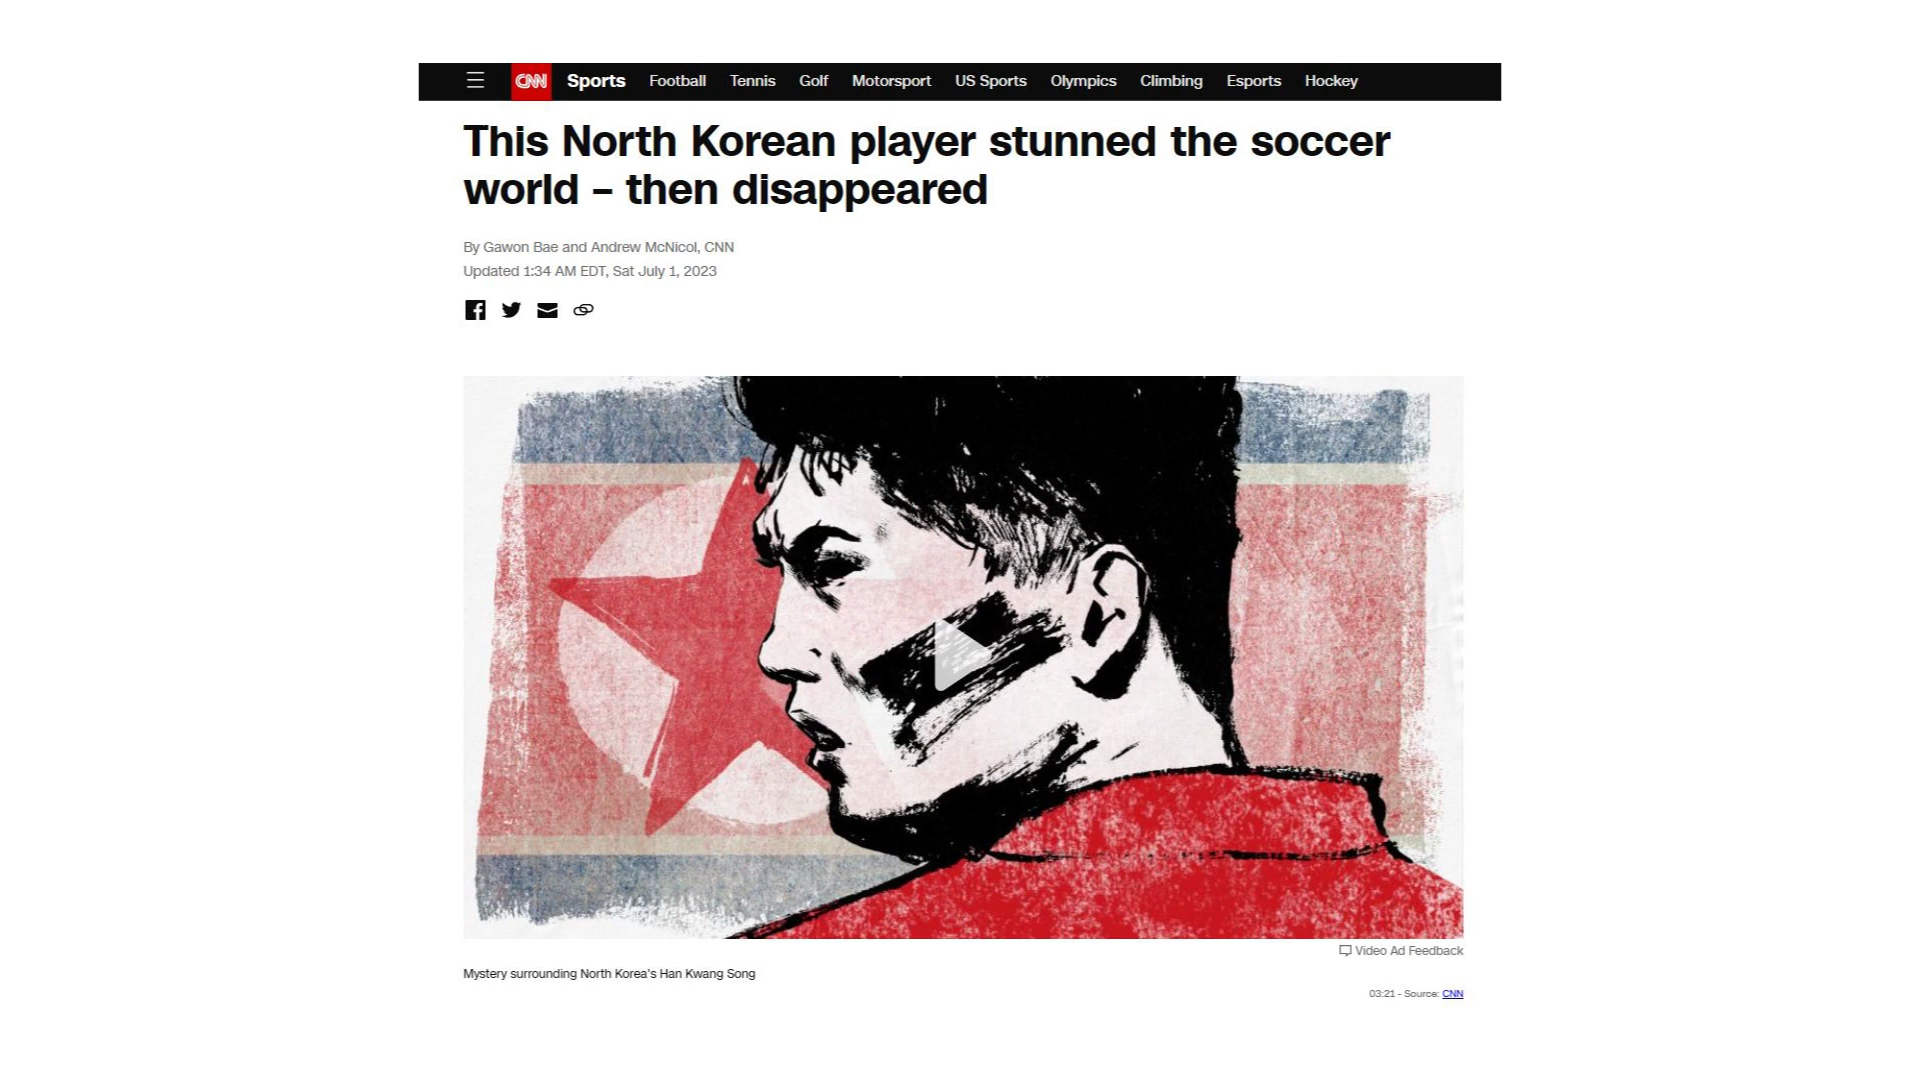 CNN Sports Football Tennis Golf Motorsport US Sports Olympics Climbing Esports Hockey
This North Korean player stunned the soccer
world – then disappeared
By Gawon Bae and Andrew McNicol, CNN
Updated 1:34 AM EDT, Sat July 1, 2023
Video Ad Feedback
Mystery surrounding North Korea's Han Kwang Song
03:21 - Source: CNN